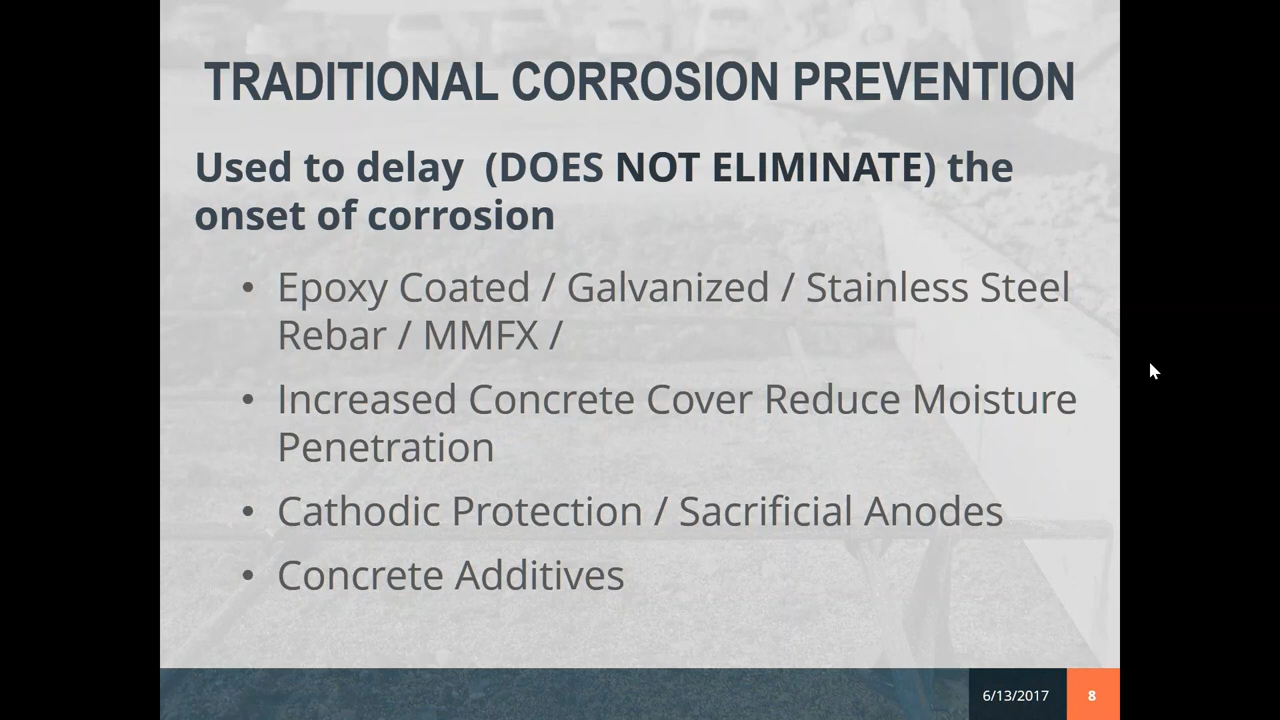 TRADITIONAL CORROSION PREVENTION
Used to delay  (DOES NOT ELIMINATE) the
onset of corrosion
• Epoxy Coated / Galvanized / Stainless Steel
Rebar / MMFX /
• Increased Concrete Cover Reduce Moisture
Penetration
• Cathodic Protection / Sacrificial Anodes
• Concrete Additives
6/13/2017
8